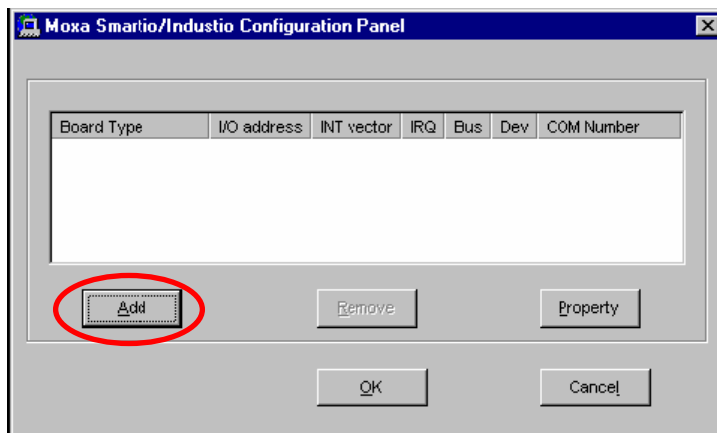 Moxa Smartio/Industio Configuration Panel
Board Type I/O address INT vector IRQ Bus Dev COM Number
Add Remove Property
OK Cancel